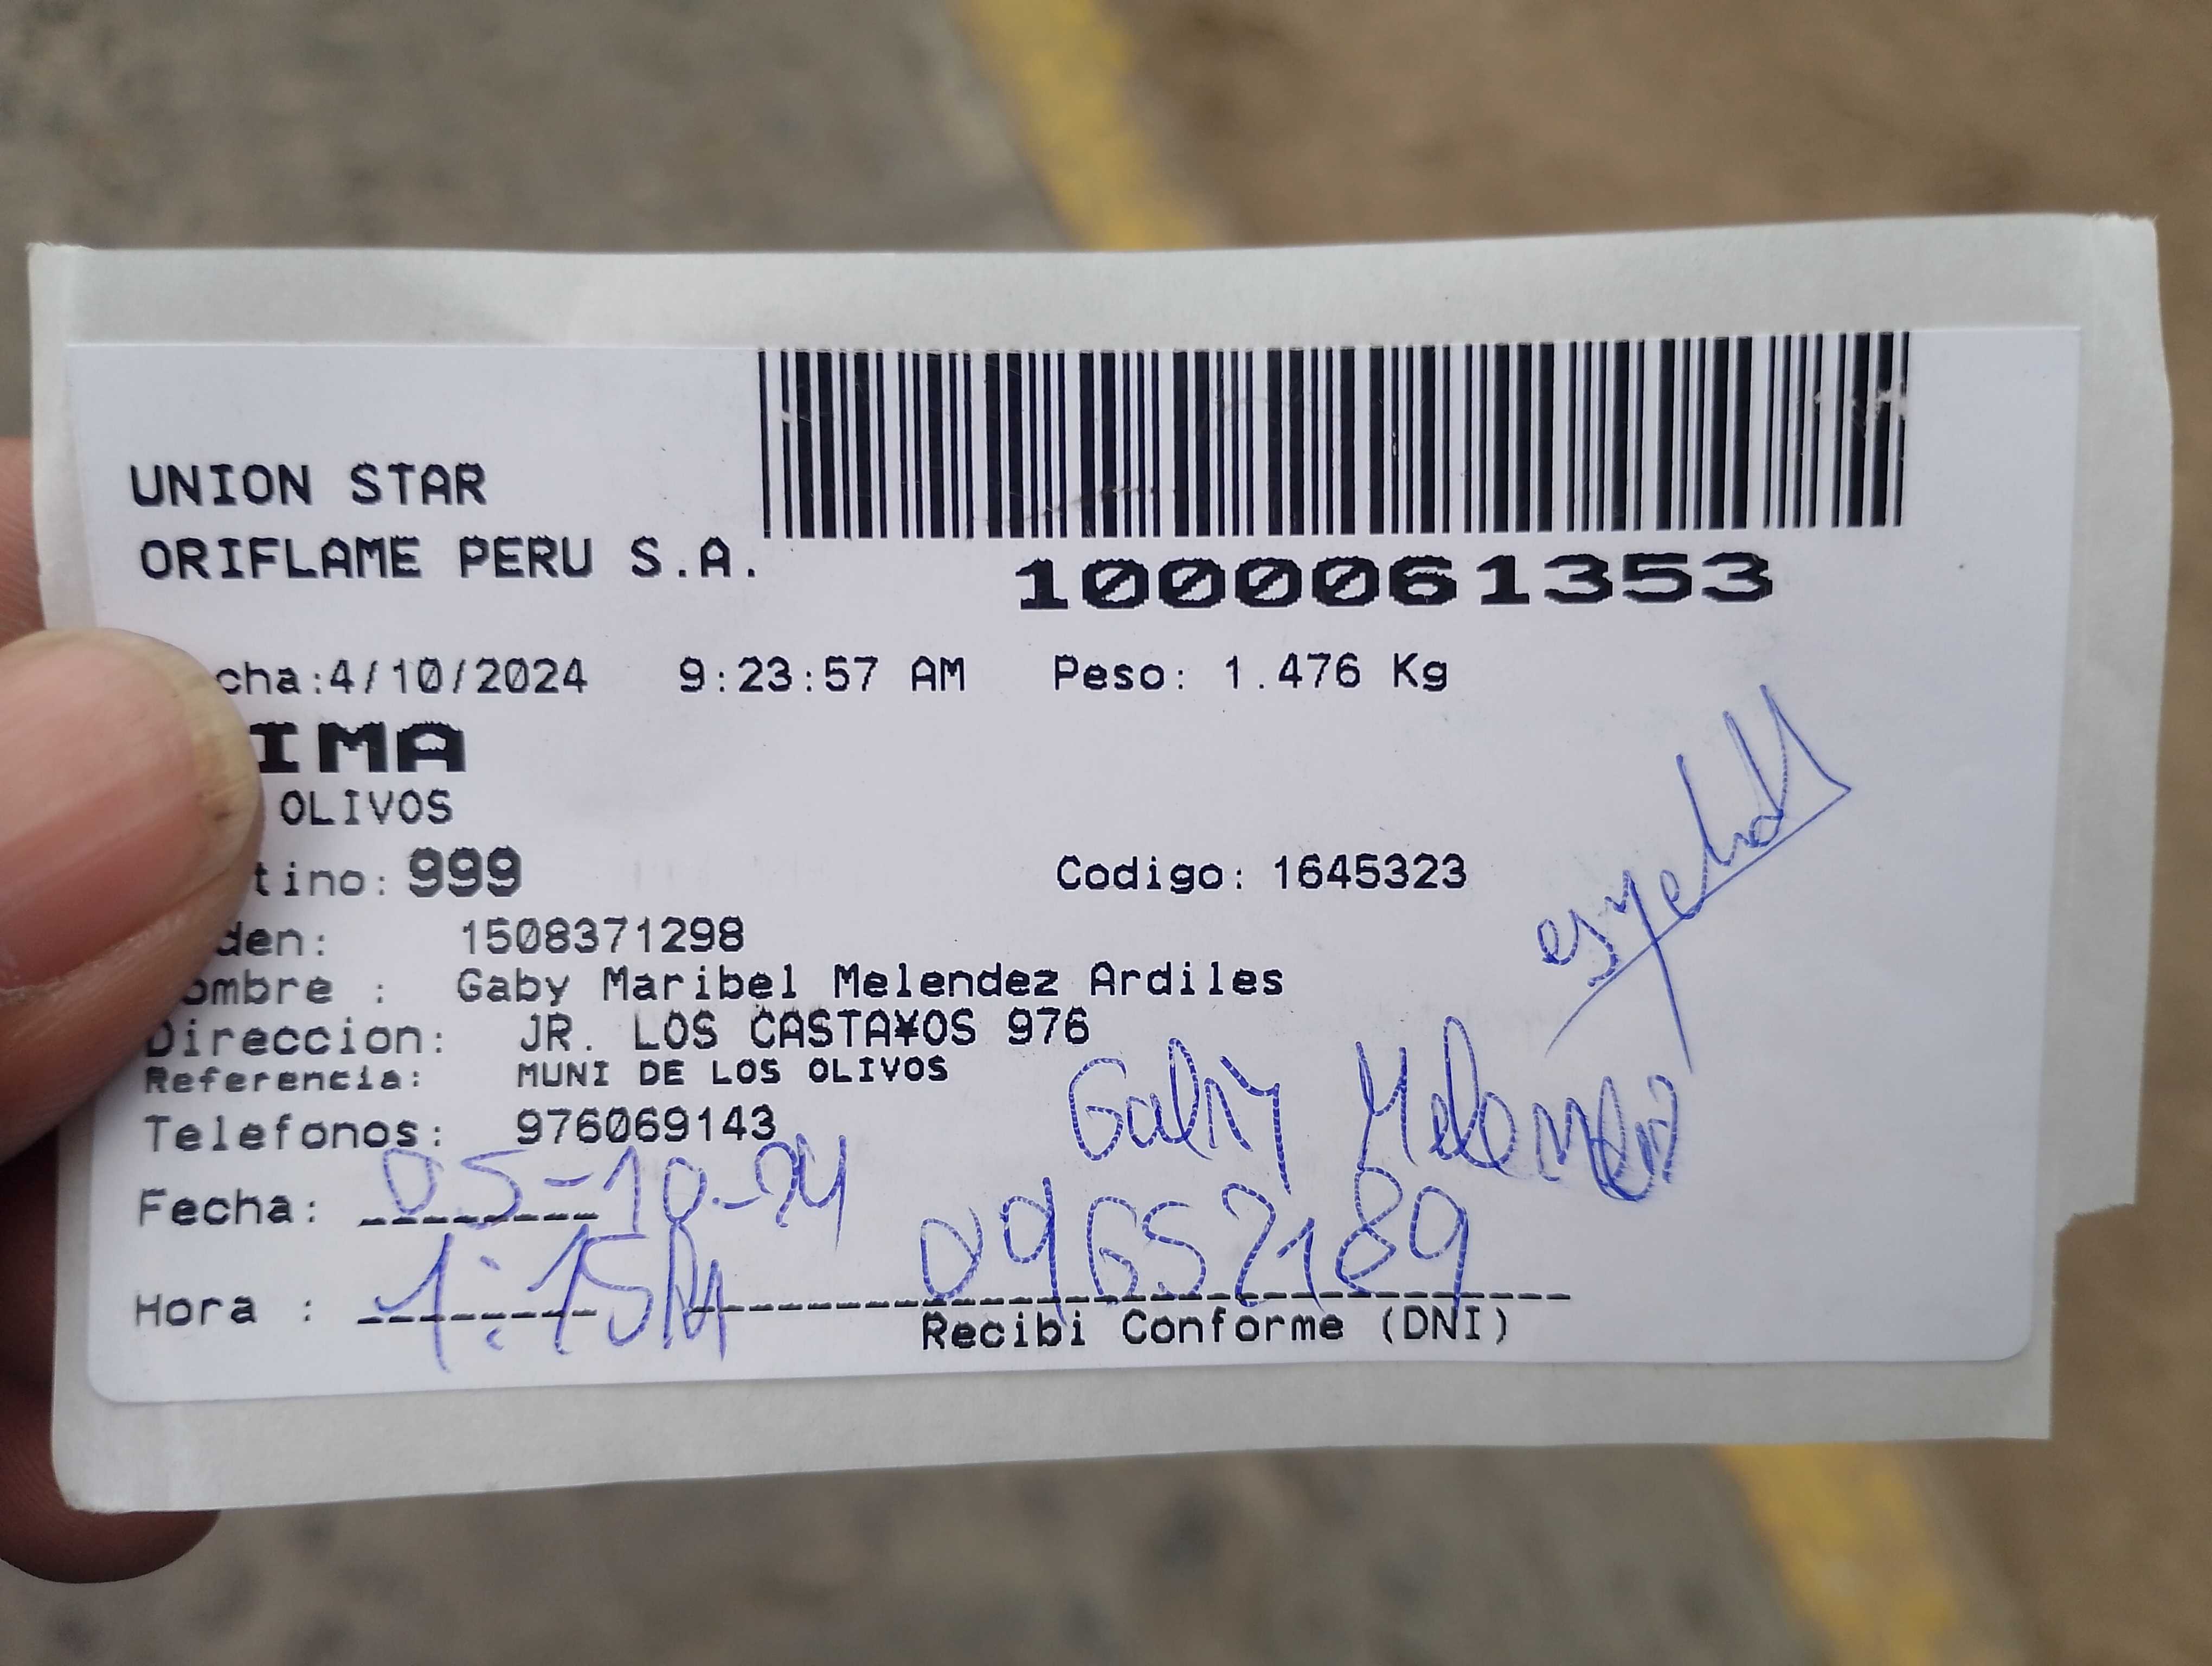 UNION STAR
ORIFLAME PERU S.A.
1000061353
cha:4/10/2024 9:23:57 AM Peso: 1.476 Kg
IMA
OLIVOS
tino: 999 Codigo: 1645323
den: 1508371298
ombre : Gaby Maribel Melendez Ardiles
Direccion: JR. LOS CASTA¥OS 976
Referencia: MUNI DE LOS OLIVOS
Telefonos: 976069143
Gaby Melendez
Fecha: 05-10-24
09652189
Hora : 1:15PM
Recibi Conforme (DNI)